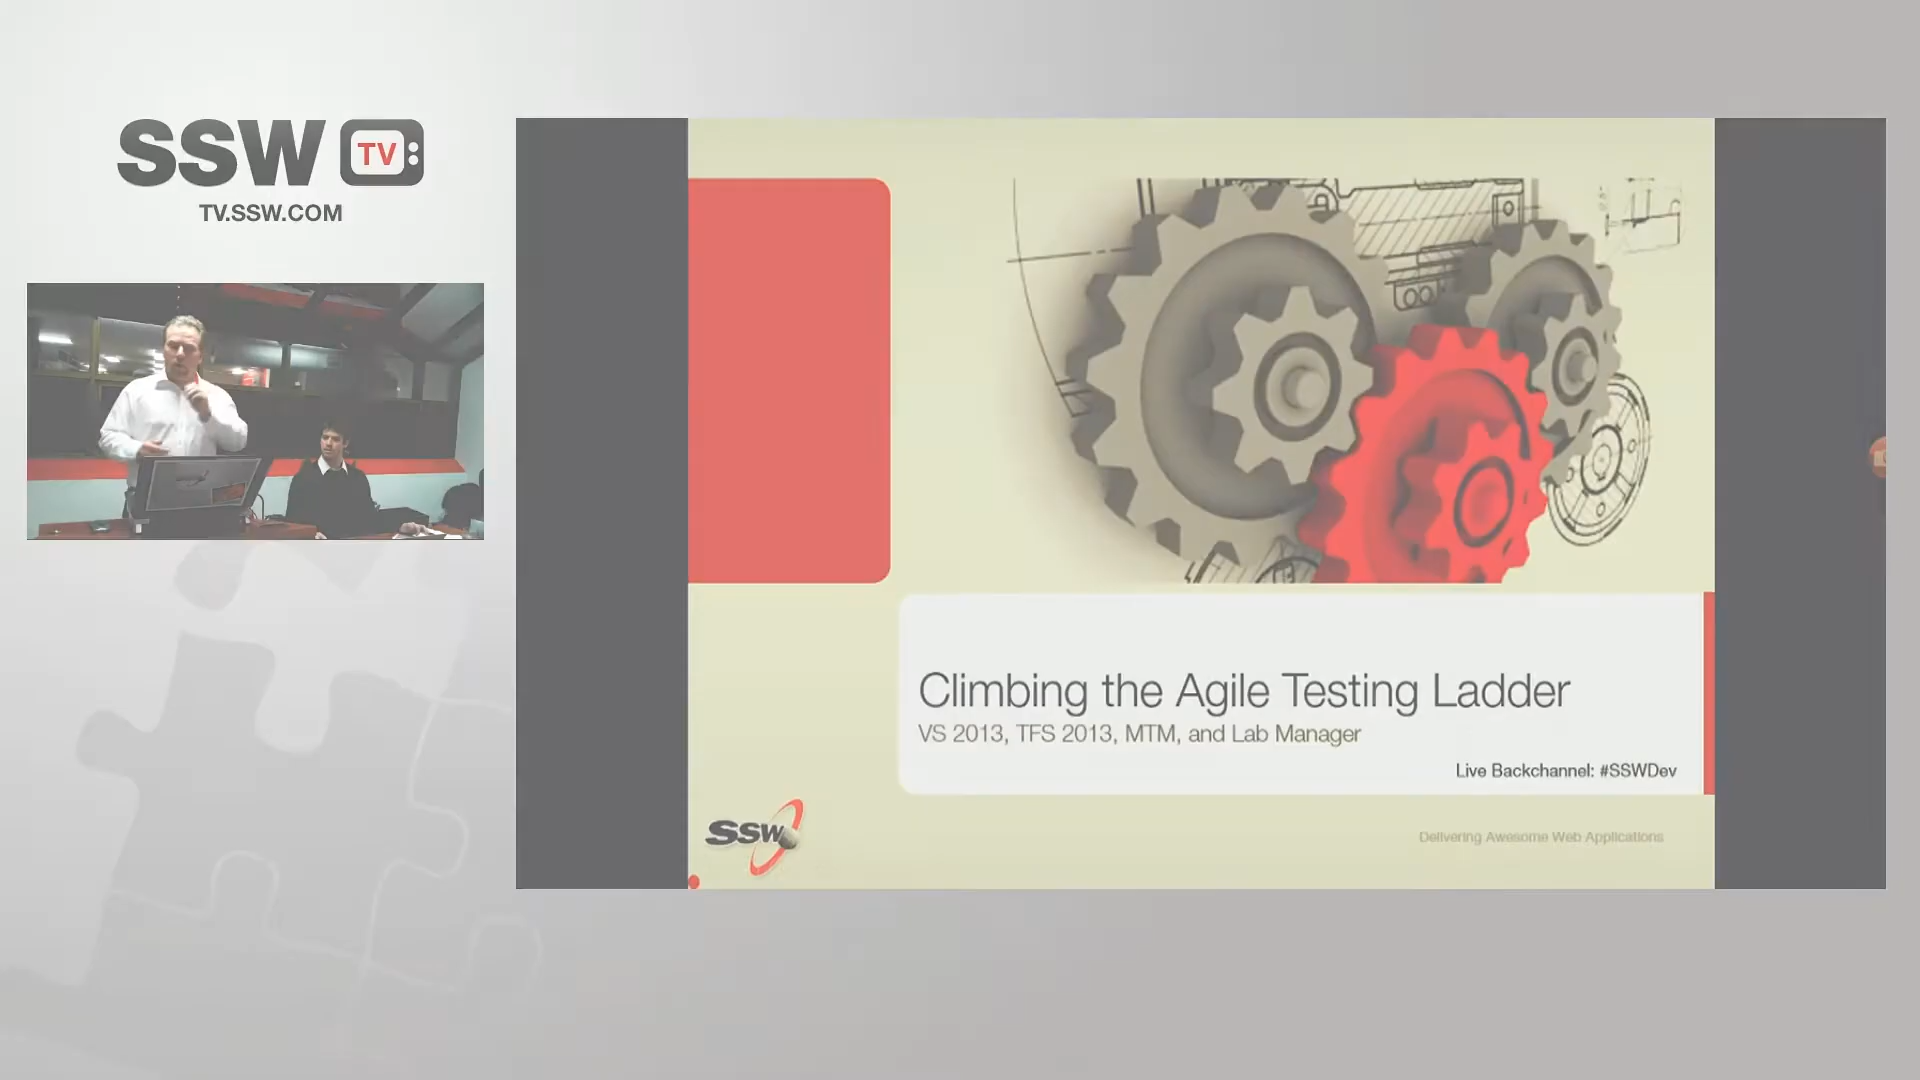 SSW TV
TV.SSW.COM
Climbing the Agile Testing Ladder
VS 2013, TFS 2013, MTM, and Lab Manager
Live Backchannel: #SSWDev
SSW
Delivering Awesome Web Applications